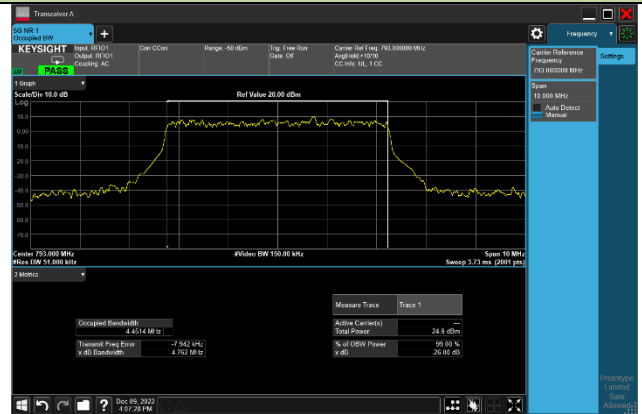 Transceiver A
5G NR 1
Occupied BW
Frequency
KEYSIGHT
Input: RFIO1
Output: RFIO1
Coupling: AC
Corr CCorr
Range: -50 dBm
Trig: Free Run
Gate: Off
Carrier Ref Freq: 793.000000 MHz
Avg|Hold:>10/10
CC Info: UL, 1 CC
PASS
Carrier Reference
Frequency
793.000000 MHz
Settings
Span
10.000 MHz
Auto Detect
Manual
1 Graph
Scale/Div 10.0 dB
Ref Value 20.00 dBm
Log
10.0
0.00
-10.0
-20.0
-30.0
-40.0
-50.0
-60.0
-70.0
Center 793.000 MHz
#Video BW 150.00 kHz
Span 10 MHz
#Res BW 51.000 kHz
Sweep 3.73 ms (2001 pts)
2 Metrics
Measure Trace
Trace 1
Occupied Bandwidth
4.4514 MHz
Active Carrier(s)
---
Total Power
24.9 dBm
Transmit Freq Error
-7.942 kHz
% of OBW Power
99.00 %
x dB Bandwidth
4.762 MHz
x dB
-26.00 dB
Prototype
Limited
Sale
Allowed
?
Dec 09, 2022
4:07:28 PM